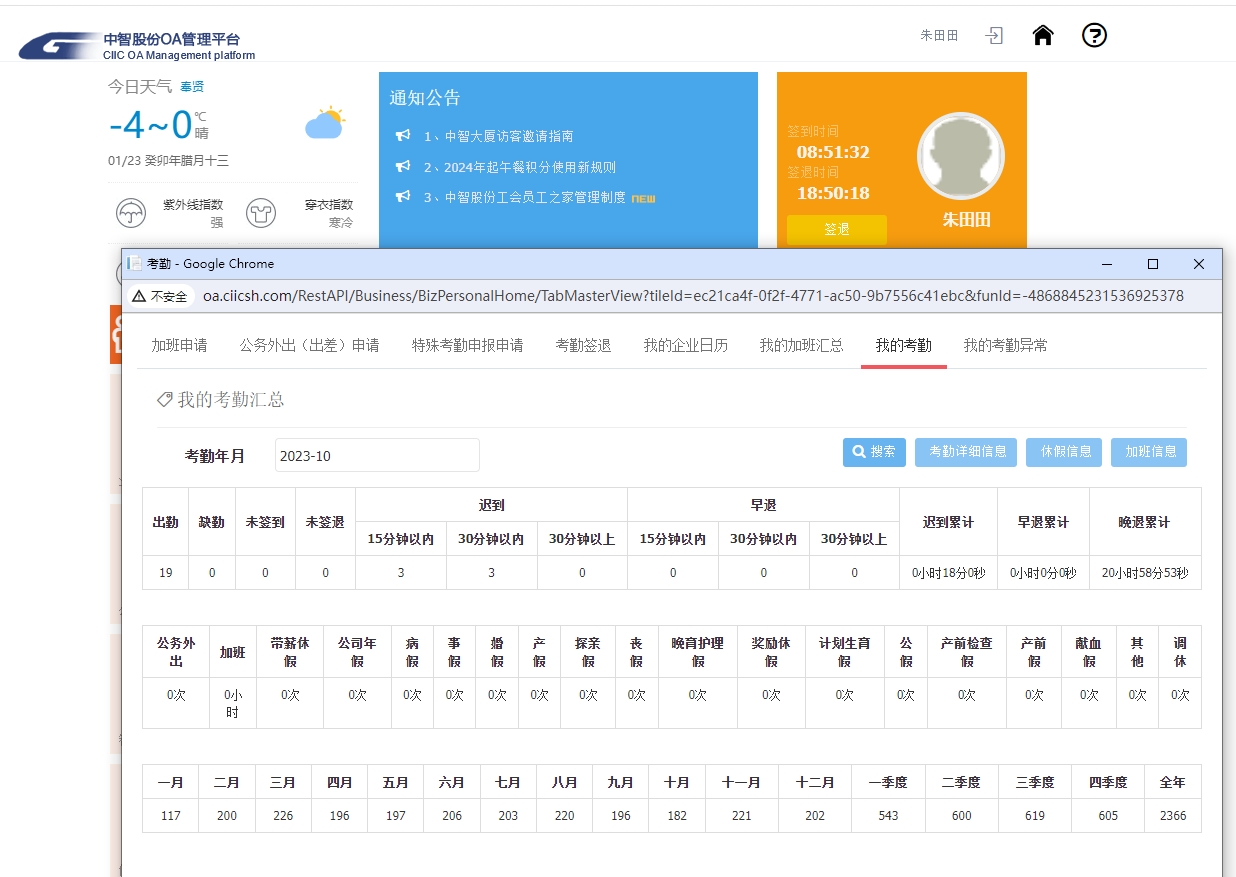 中智股份OA管理平台
CIIC OA Management platform
朱田田
今日天气 奉贤
-4~0℃
晴
01/23 癸卯年腊月十三
紫外线指数
强
穿衣指数
寒冷
通知公告
1、中智大厦访客邀请指南
2、2024年起午餐积分使用新规则
3、中智股份工会员工之家管理制度 NEW
签到时间
08:51:32
签退时间
18:50:18
签退
朱田田
考勤 - Google Chrome
不安全 oa.ciicsh.com/RestAPI/Business/BizPersonalHome/TabMasterView?tileId=ec21ca4f-0f2f-4771-ac50-9b7556c41ebc&funId=-4868845231536925378
加班申请 公务外出（出差）申请 特殊考勤申报申请 考勤签退 我的企业日历 我的加班汇总 我的考勤 我的考勤异常
我的考勤汇总
考勤年月 2023-10 搜索 考勤详细信息 休假信息 加班信息
出勤 缺勤 未签到 未签退 迟到 早退 迟到累计 早退累计 晚退累计
15分钟以内 30分钟以内 30分钟以上 15分钟以内 30分钟以内 30分钟以上
19 0 0 0 3 3 0 0 0 0 0小时18分0秒 0小时0分0秒 20小时58分53秒
公务外出 加班 带薪休假 公司年假 病假 事假 婚假 产假 探亲假 丧假 晚育护理假 奖励休假 计划生育假 公假 产前检查假 产前假 献血假 其他 调休
0次 0小时 0次 0次 0次 0次 0次 0次 0次 0次 0次 0次 0次 0次 0次 0次 0次 0次 0次
一月 二月 三月 四月 五月 六月 七月 八月 九月 十月 十一月 十二月 一季度 二季度 三季度 四季度 全年
117 200 226 196 197 206 203 220 196 182 221 202 543 600 619 605 2366